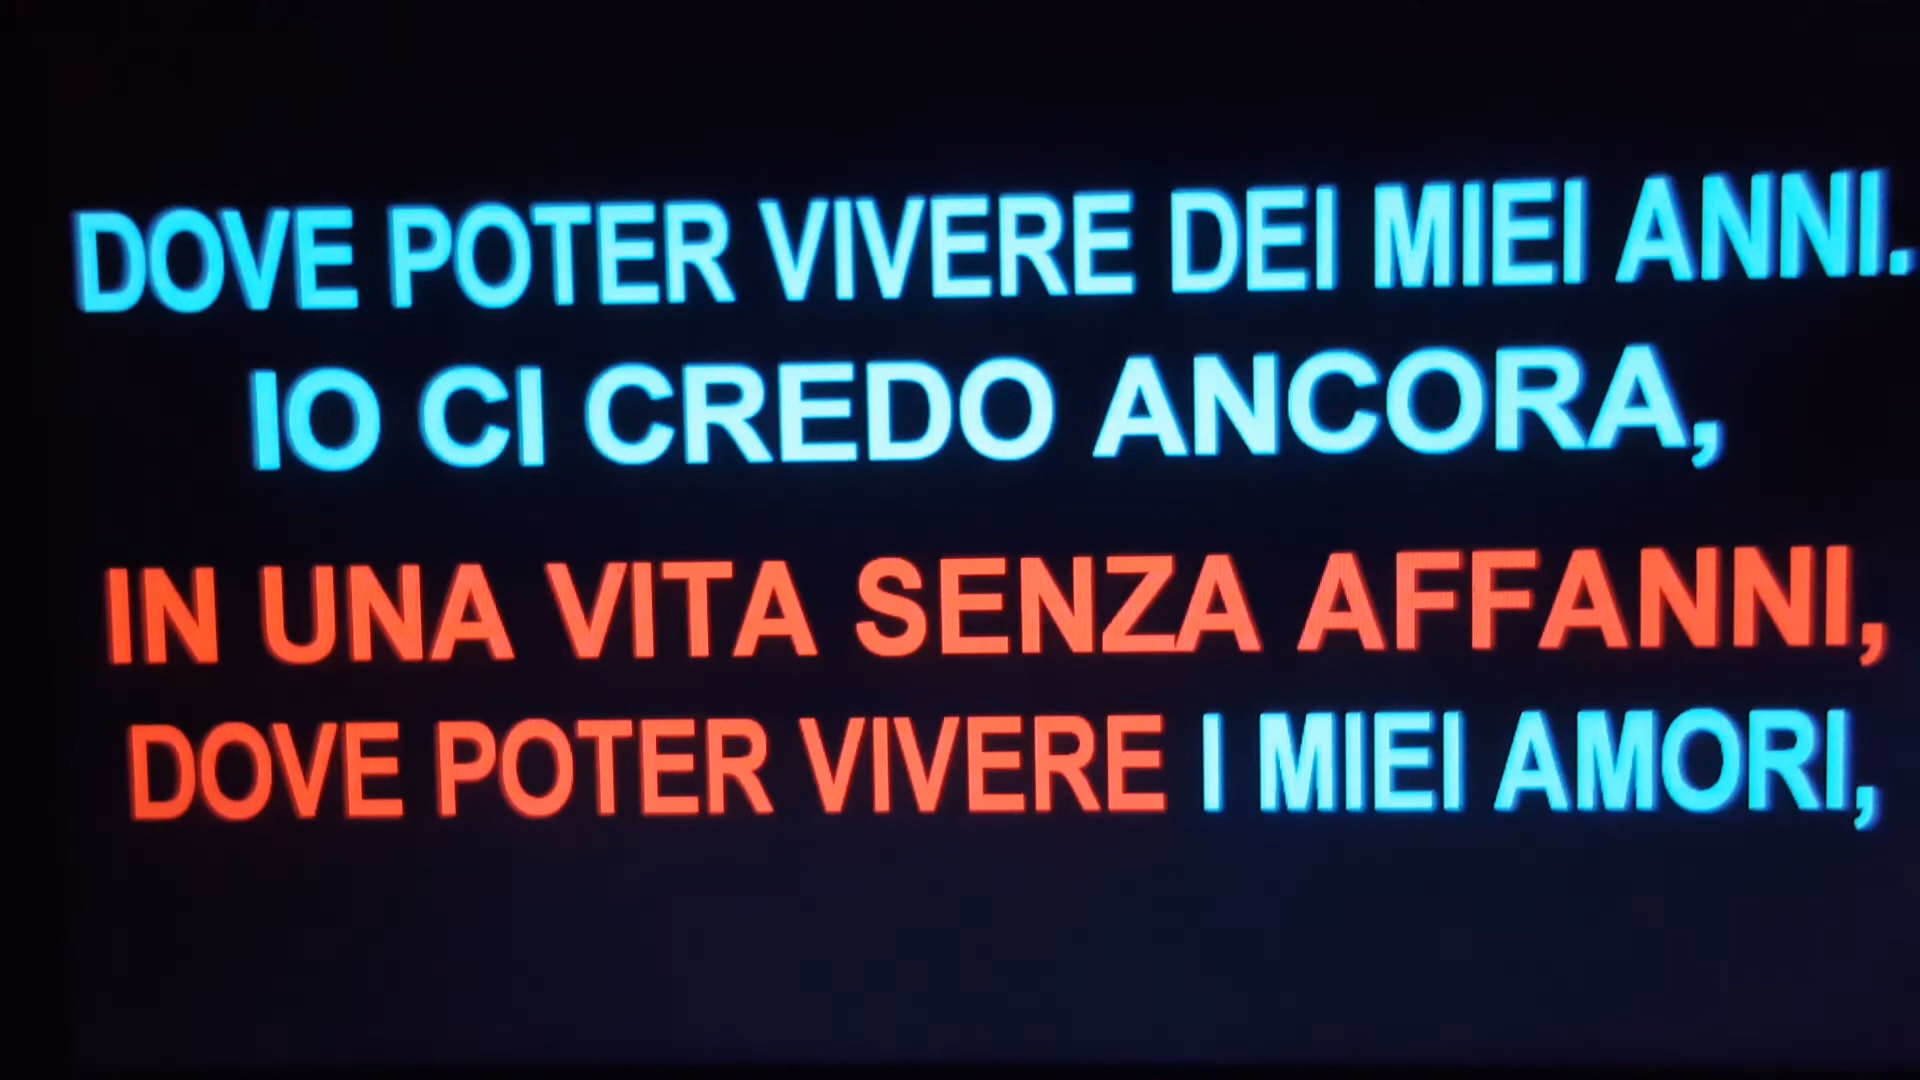 DOVE POTER VIVERE DEI MIEI ANNI.
IO CI CREDO ANCORA,
IN UNA VITA SENZA AFFANNI,
DOVE POTER VIVERE I MIEI AMORI,